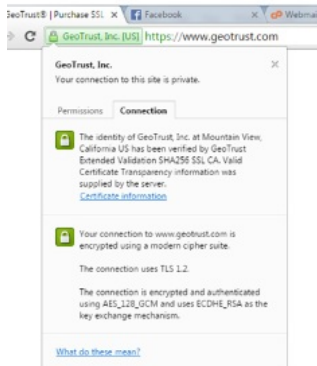 GeoTrust® | Purchase SSL
Facebook
Webma
GeoTrust, Inc. [US] https://www.geotrust.com
GeoTrust, Inc.
Your connection to this site is private.
Permissions Connection
The identity of GeoTrust, Inc. at Mountain View,
California US has been verified by GeoTrust
Extended Validation SHA256 SSL CA. Valid
Certificate Transparency information was
supplied by the server.
Certificate information
Your connection to www.geotrust.com is
encrypted using a modern cipher suite.
The connection uses TLS 1.2.
The connection is encrypted and authenticated
using AES_128_GCM and uses ECDHE_RSA as the
key exchange mechanism.
What do these mean?